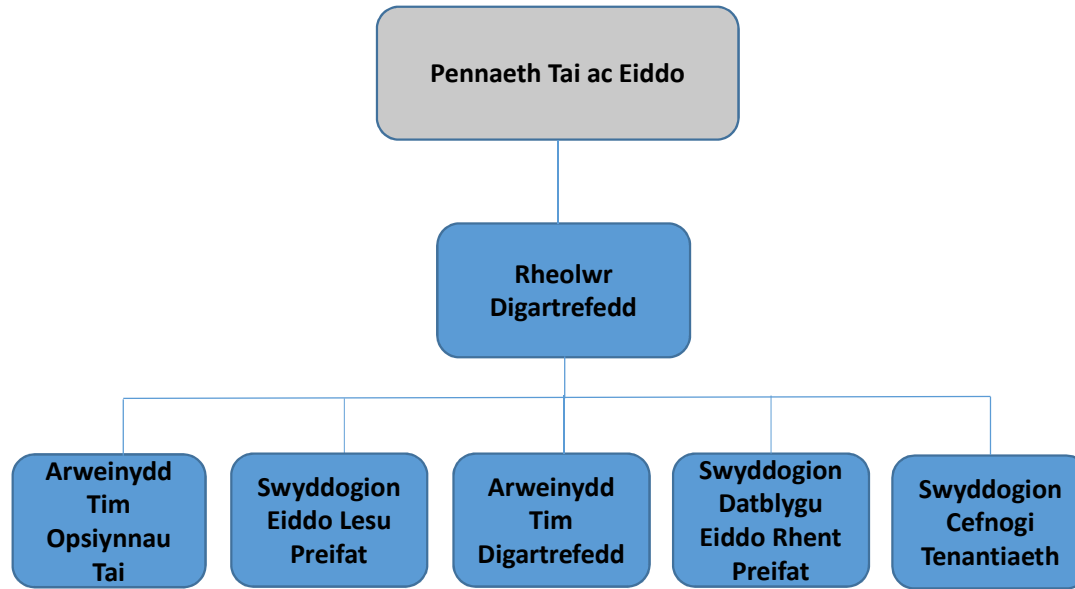 Pennaeth Tai ac Eiddo
Rheolwr
Digartrefedd
Arweinydd
Tim
Opsiynnau
Tai
Swyddogion
Eiddo Lesu
Preifat
Arweinydd
Tim
Digartrefedd
Swyddogion
Datblygu
Eiddo Rhent
Preifat
Swyddogion
Cefnogi
Tenantiaeth